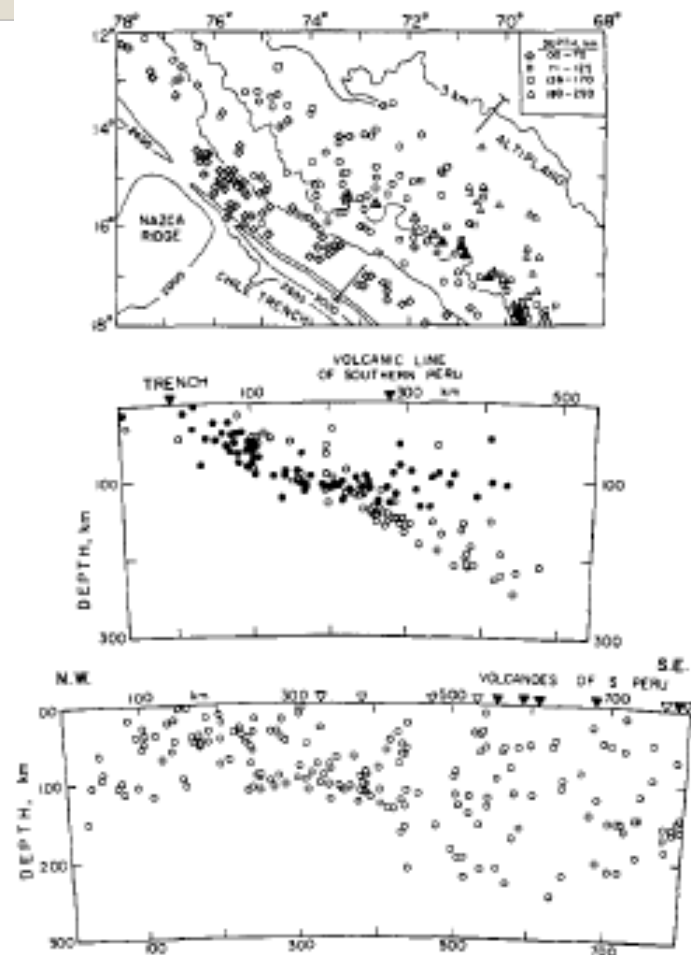 78° 76° 74° 72° 70° 68°
12°
DEPTH, km
71-125
3 km
14°
ALTIPLANO
NAZCA
RIDGE
16°
CHILE TRENCH
18°
VOLCANIC LINE
OF SOUTHERN PERU
TRENCH
100 300 km 500
100 100
DEPTH, km
300 300
N.W. S.E.
VOLCANOES OF S PERU
100 km 300 500 700
00
100
DEPTH, km
200
300
100 300 500 700